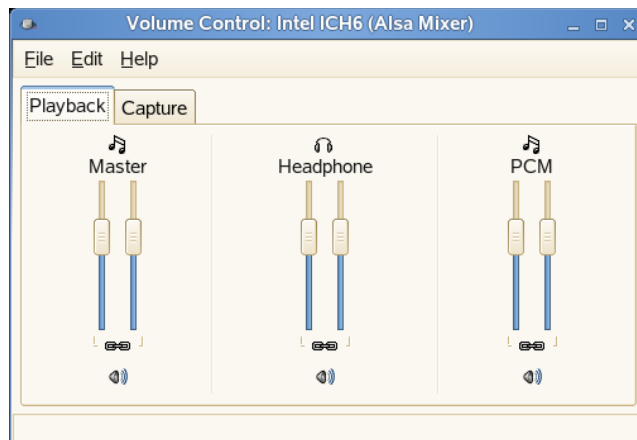 Volume Control: Intel ICH6 (Alsa Mixer)
File Edit Help
Playback Capture
Master Headphone PCM